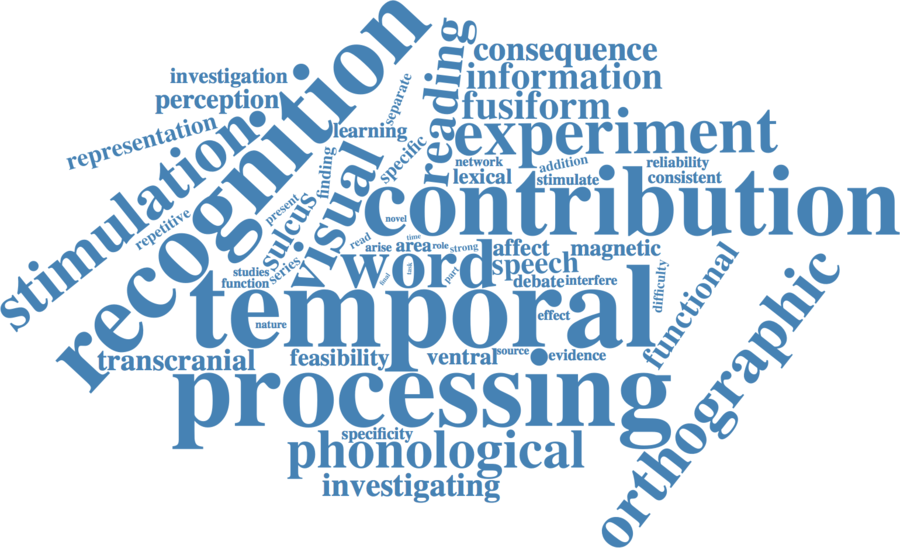 recognition
consequence
investigation
information
perception
fusiform
separate
reading
experiment
representation
learning
stimulation
specific
network
addition
reliability
finding
lexical
stimulate
consistent
visual
contribution
present
novel
repetitive
sulcus
read
time
arise
area
role
strong
affect
magnetic
word
speech
studies
series
function
task
part
debate
interfere
difficulty
functional
temporal
effect
nature
orthographic
transcranial
feasibility
ventral
source
evidence
processing
specificity
phonological
investigating